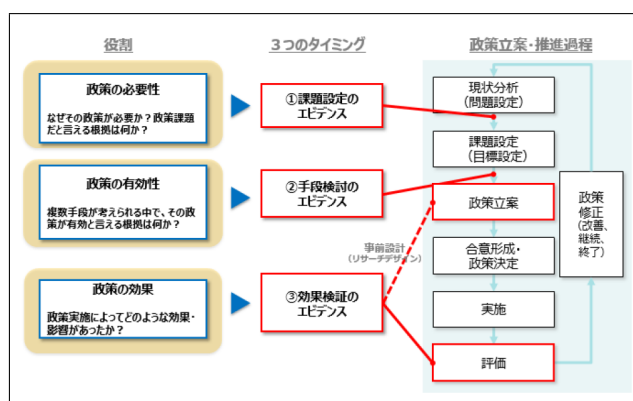 役割
3つのタイミング
政策立案・推進過程
政策の必要性
なぜその政策が必要か？政策課題
だと言える根拠は何か？
①課題設定の
エビデンス
現状分析
(問題設定)
課題設定
(目標設定)
政策の有効性
複数手段が考えられる中で、その政
策が有効と言える根拠は何か？
②手段検討の
エビデンス
政策立案
政策
修正
(改善、
継続、
終了)
事前設計
(リサーチデザイン)
合意形成・
政策決定
政策の効果
政策実施によってどのような効果・
影響があったか？
③効果検証の
エビデンス
実施
評価